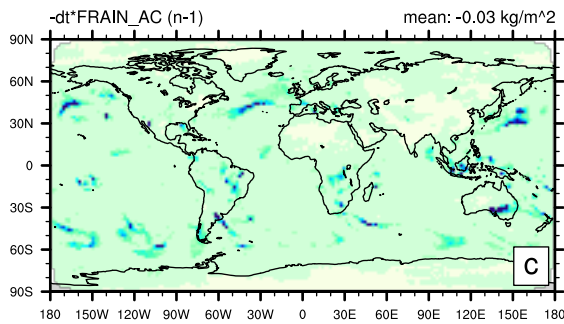 -dt*FRAIN_AC (n-1) mean: -0.03 kg/m^2
90N
60N
30N
0
30S
60S
90S
C
180 150W 120W 90W 60W 30W 0 30E 60E 90E 120E 150E 180